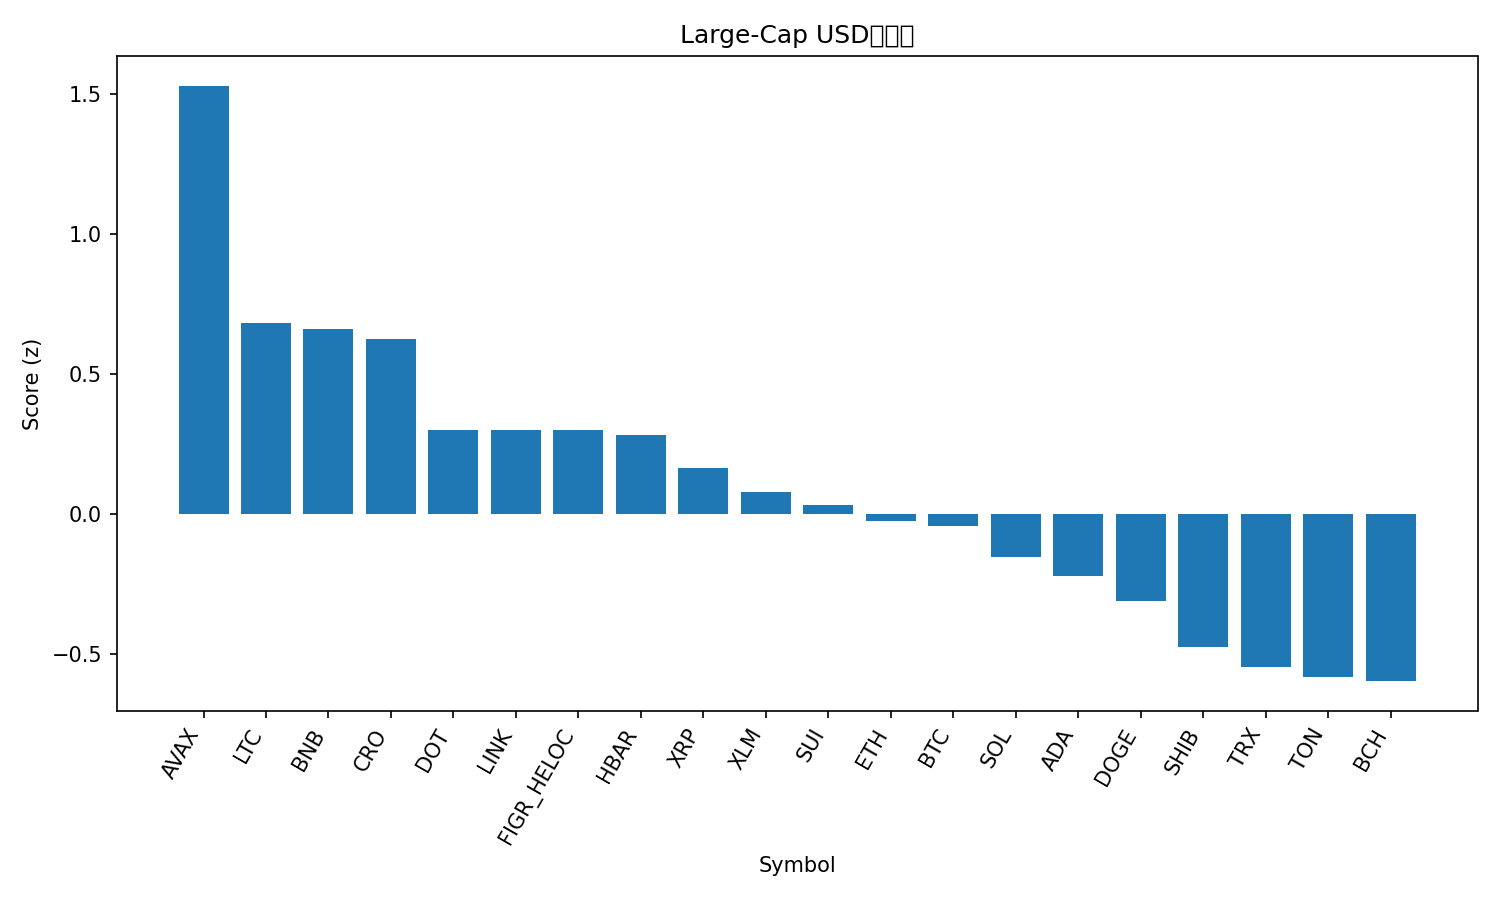 Large-Cap USD
1.5
1.0
0.5
0.0
−0.5
Score (z)
AVAX
LTC
BNB
CRO
DOT
LINK
FIGR_HELOC
HBAR
XRP
XLM
SUI
ETH
BTC
SOL
ADA
DOGE
SHIB
TRX
TON
BCH
Symbol